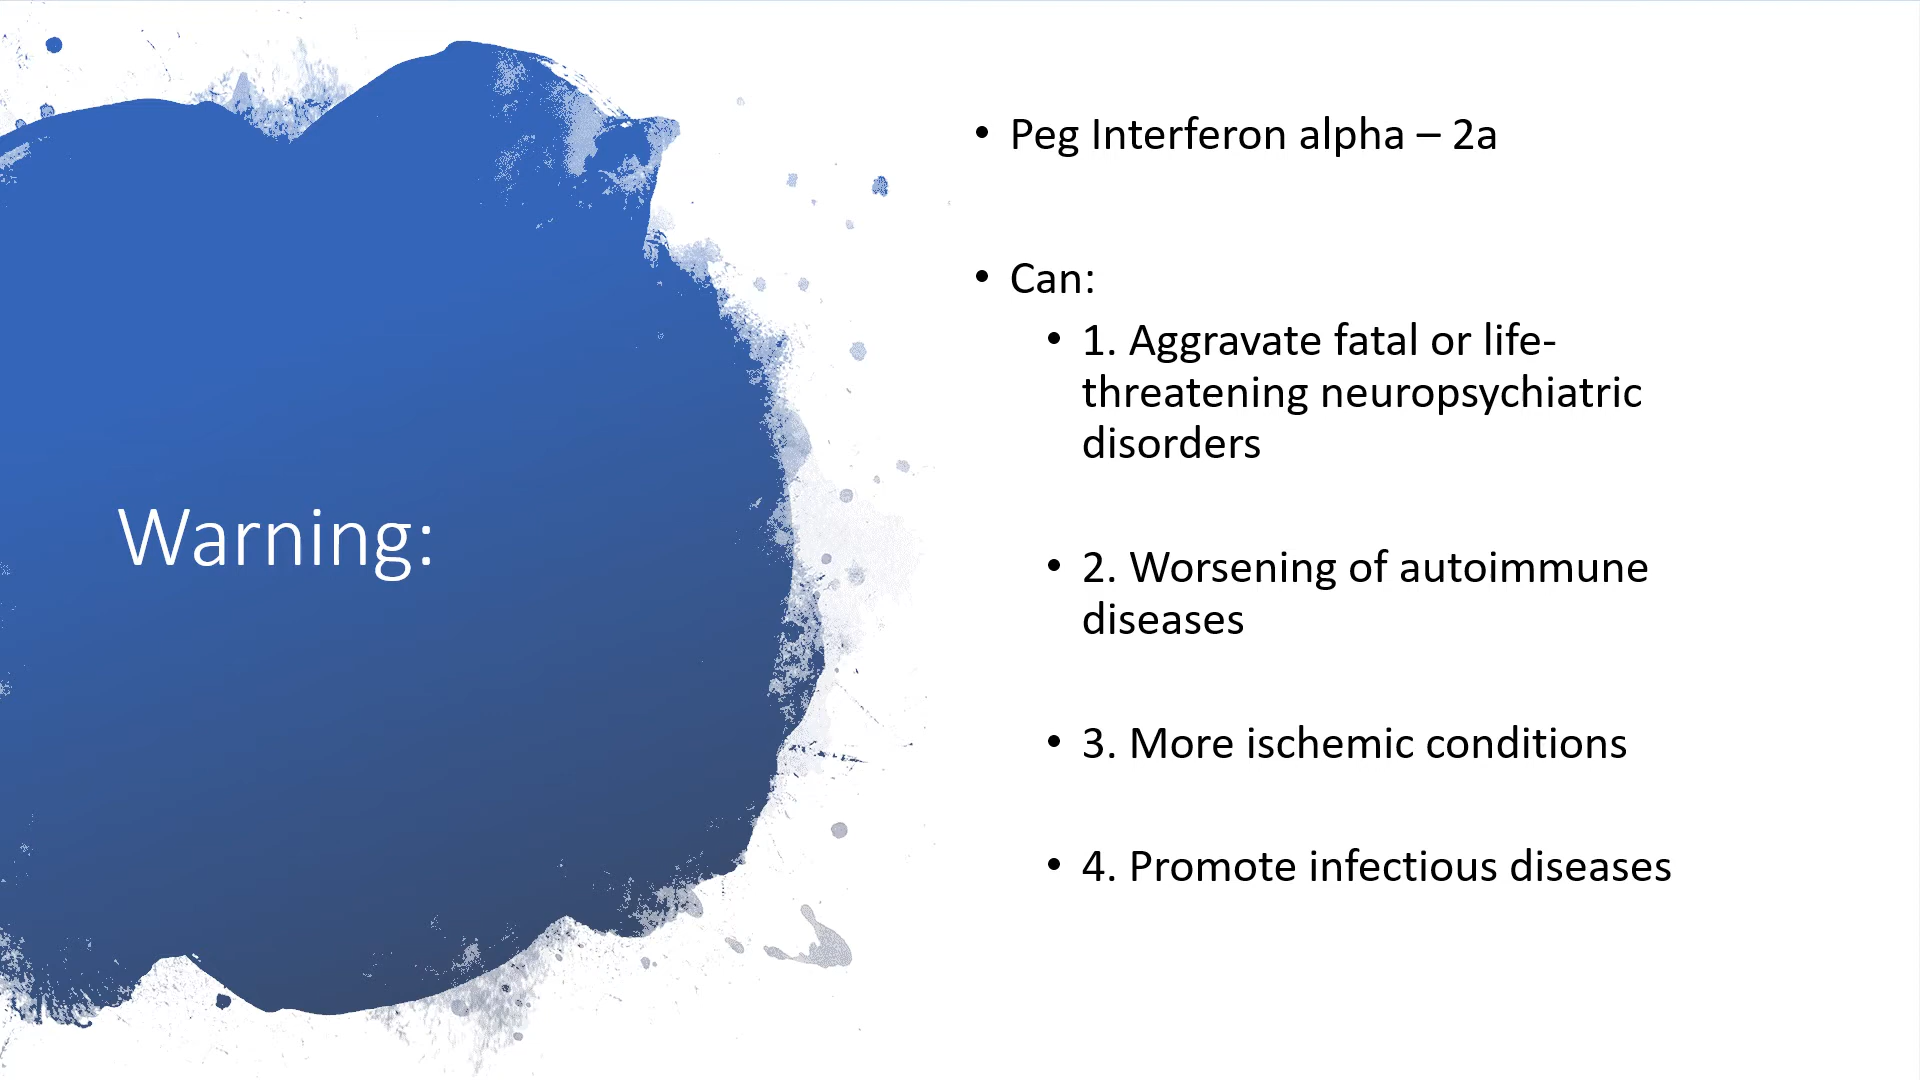 Warning:
• Peg Interferon alpha – 2a
• Can:
• 1. Aggravate fatal or life-
threatening neuropsychiatric
disorders
• 2. Worsening of autoimmune
diseases
• 3. More ischemic conditions
• 4. Promote infectious diseases